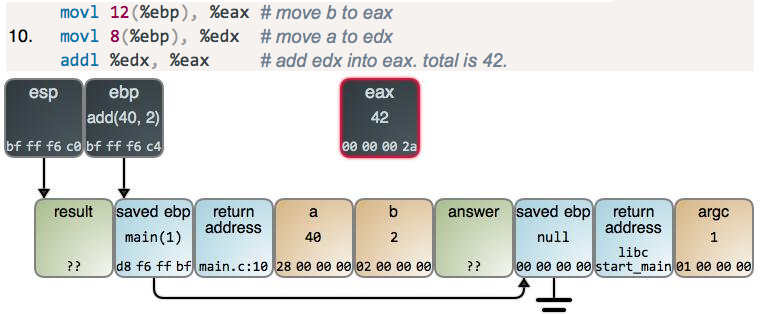 movl 12(%ebp), %eax # move b to eax
10. movl 8(%ebp), %edx # move a to edx
addl %edx, %eax # add edx into eax. total is 42.
esp ebp eax
add(40, 2) 42
bf ff f6 c0 bf ff f6 c4 00 00 00 2a
result saved ebp return a b answer saved ebp return argc
address address
main(1) 40 2 null 1
libc
?? d8 f6 ff bf main.c:10 28 00 00 00 02 00 00 00 ?? 00 00 00 00 start_main 01 00 00 00